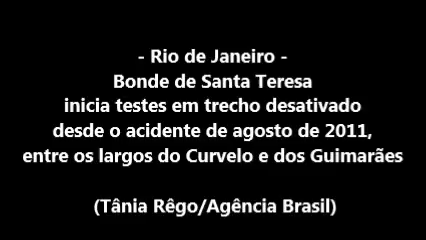 - Rio de Janeiro -
Bonde de Santa Teresa
inicia testes em trecho desativado
desde o acidente de agosto de 2011,
entre os largos do Curvelo e dos Guimarães
(Tânia Rêgo/Agência Brasil)